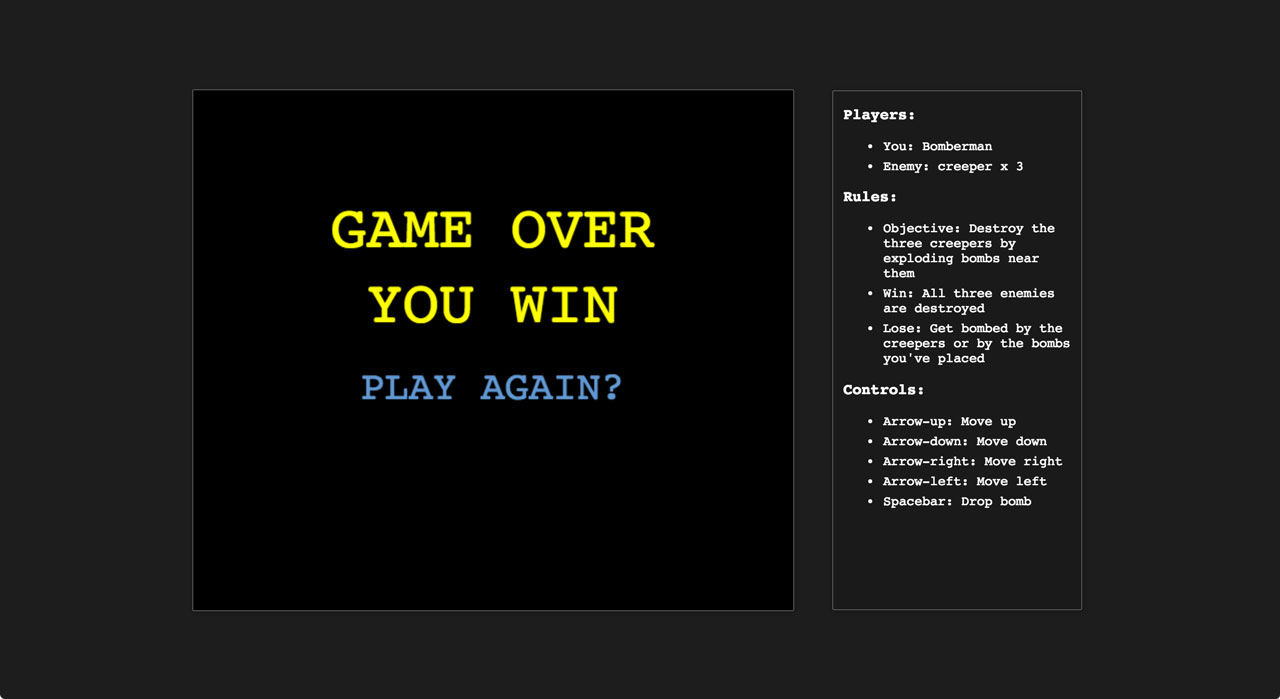 GAME OVER
YOU WIN
PLAY AGAIN?
Players:
• You: Bomberman
• Enemy: creeper x 3
Rules:
• Objective: Destroy the
three creepers by
exploding bombs near
them
• Win: All three enemies
are destroyed
• Lose: Get bombed by the
creepers or by the bombs
you've placed
Controls:
• Arrow-up: Move up
• Arrow-down: Move down
• Arrow-right: Move right
• Arrow-left: Move left
• Spacebar: Drop bomb